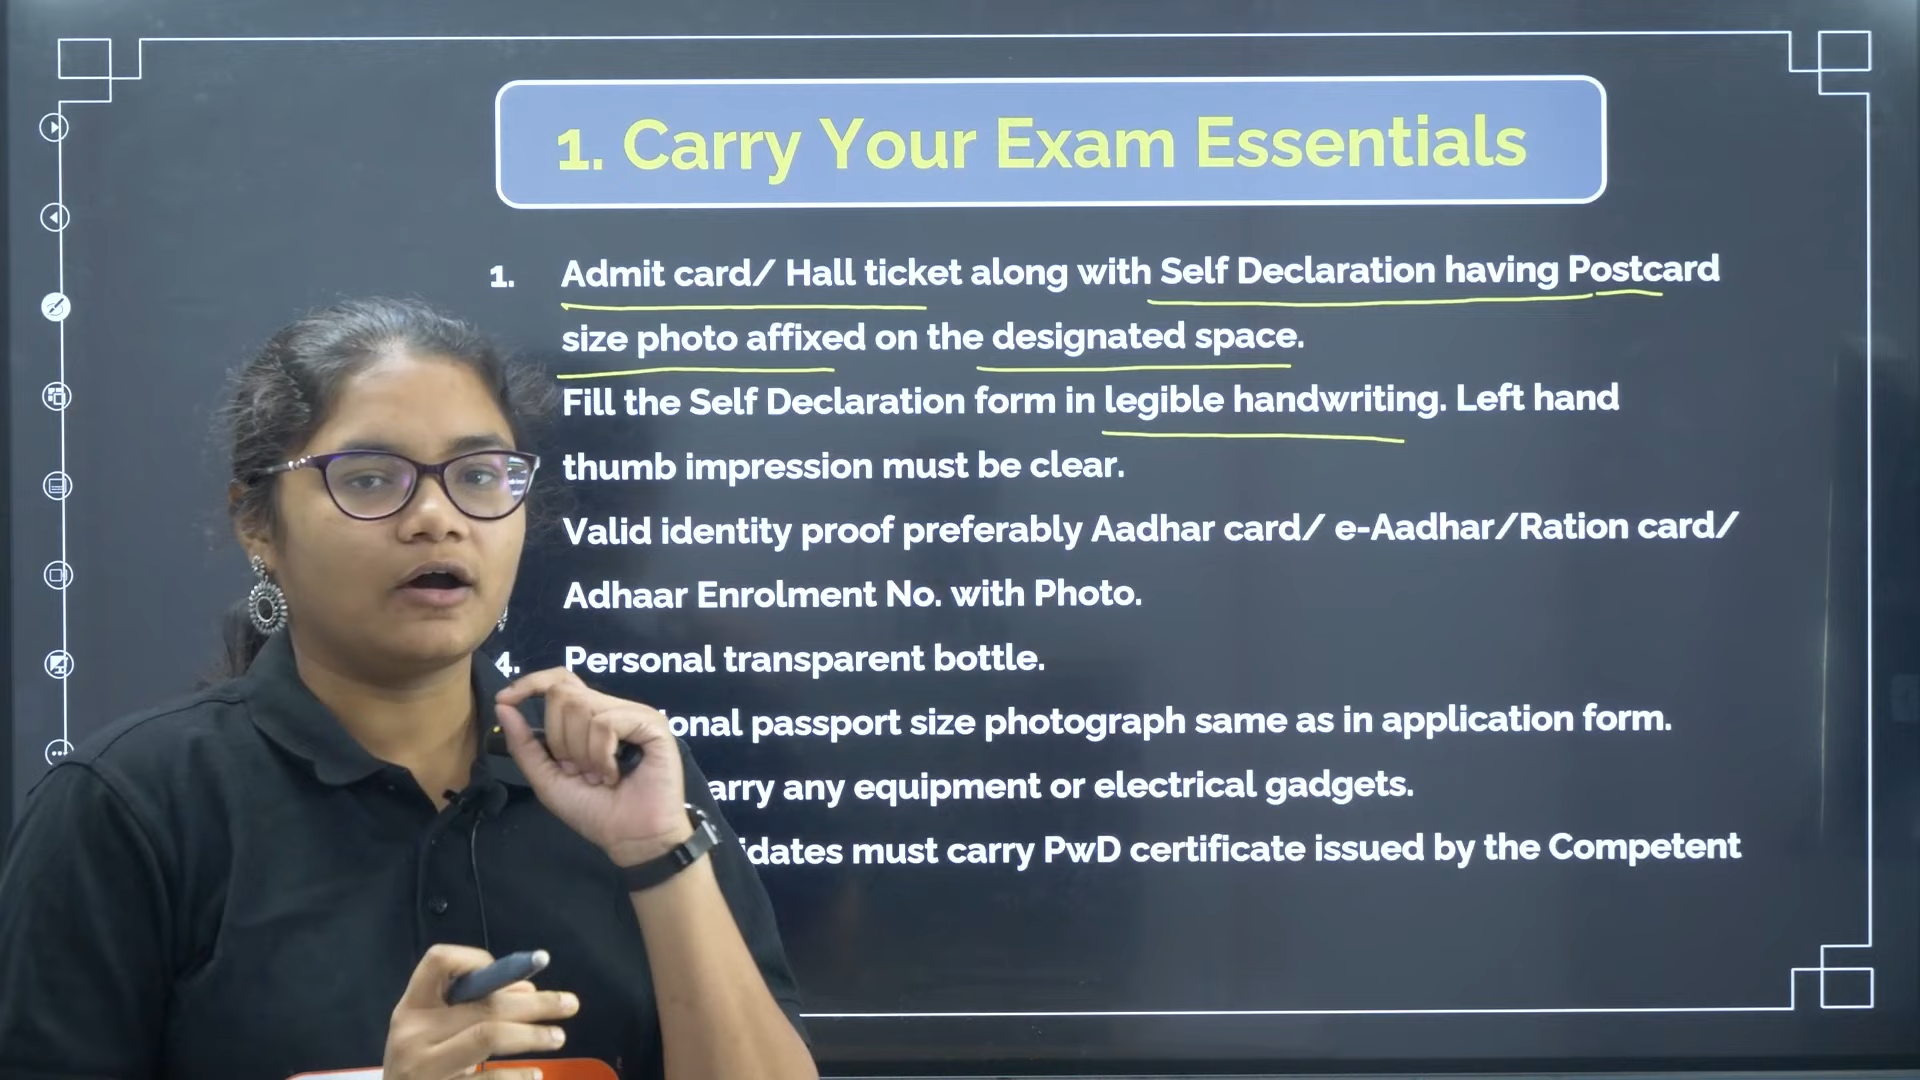 1. Carry Your Exam Essentials
1. Admit card/ Hall ticket along with Self Declaration having Postcard
size photo affixed on the designated space.
Fill the Self Declaration form in legible handwriting. Left hand
thumb impression must be clear.
Valid identity proof preferably Aadhar card/ e-Aadhar/Ration card/
Adhaar Enrolment No. with Photo.
4. Personal transparent bottle.
passport size photograph same as in application form.
any equipment or electrical gadgets.
must carry PwD certificate issued by the Competent